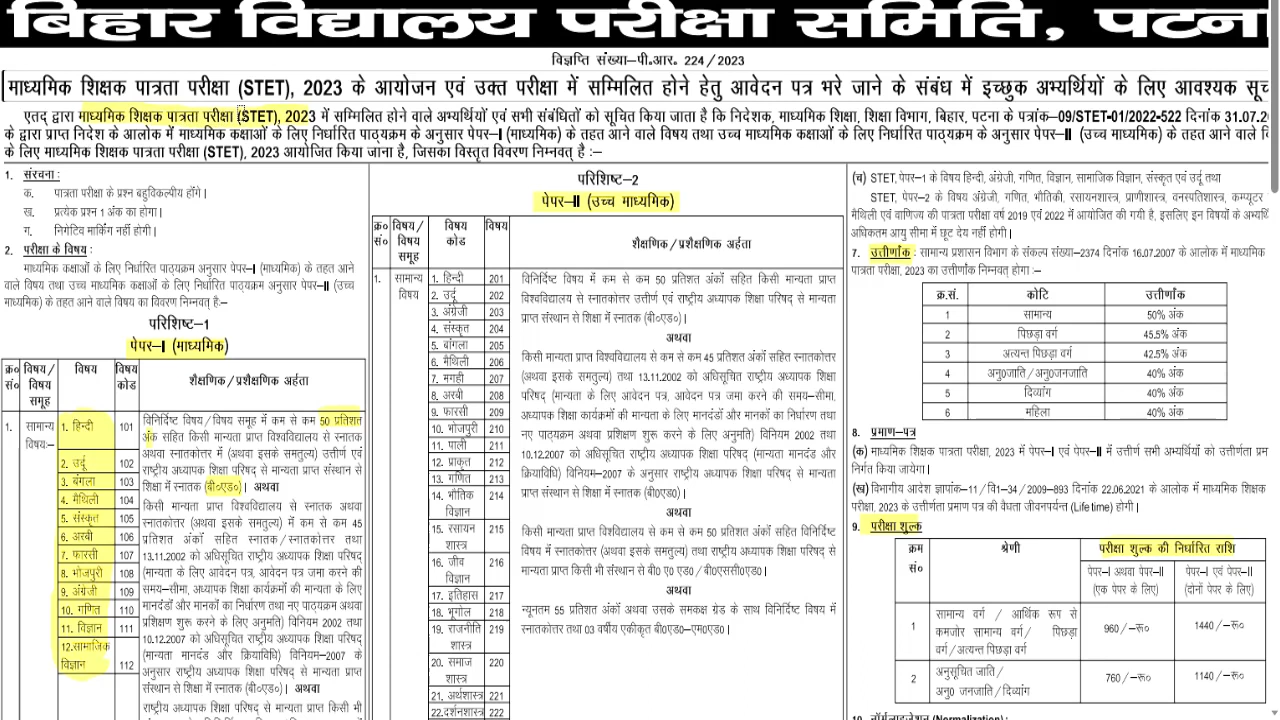 बिहार विद्यालय परीक्षा समिति, पटना
विज्ञप्ति संख्या–पी॰आर॰ 224/2023
माध्यमिक शिक्षक पात्रता परीक्षा (STET), 2023 के आयोजन एवं उक्त परीक्षा में सम्मिलित होने हेतु आवेदन पत्र भरे जाने के संबंध में इच्छुक अभ्यर्थियों के लिए आवश्यक
एतद् द्वारा माध्यमिक शिक्षक पात्रता परीक्षा (STET), 2023 में सम्मिलित होने वाले अभ्यर्थियों एवं सभी संबंधितों को सूचित किया जाता है कि निदेशक, माध्यमिक शिक्षा, शिक्षा विभाग, बिहार, पटना के पत्रांक–09/STET-01/2022-522 दिनांक 31.07.
के द्वारा प्राप्त निदेश के आलोक में माध्यमिक कक्षाओं के लिए निर्धारित पाठ्यक्रम के अनुसार पेपर–I (माध्यमिक) के तहत आने वाले विषय तथा उच्च माध्यमिक कक्षाओं के लिए निर्धारित पाठ्यक्रम के अनुसार पेपर–II (उच्च माध्यमिक) के तहत आने वाले
के लिए माध्यमिक शिक्षक पात्रता परीक्षा (STET), 2023 आयोजित किया जाना है, जिसका विस्तृत विवरण निम्नवत् है :–
1. संरचना :
क. पात्रता परीक्षा के प्रश्न बहुविकल्पीय होंगे।
ख. प्रत्येक प्रश्न 1 अंक का होगा।
ग. निगेटिव मार्किंग नहीं होगी।
2. परीक्षा के विषय :
माध्यमिक कक्षाओं के लिए निर्धारित पाठ्यक्रम अनुसार पेपर–I (माध्यमिक) के तहत आने
वाले विषय तथा उच्च माध्यमिक कक्षाओं के लिए निर्धारित पाठ्यक्रम अनुसार पेपर–II (उच्च
माध्यमिक) के तहत आने वाले विषय का विवरण निम्नवत् है:–
परिशिष्ट–1
पेपर–I (माध्यमिक)
क्र॰ सं॰ विषय/विषय समूह विषय विषय कोड शैक्षणिक/प्रशैक्षणिक अर्हता
1. सामान्य विषय:–
1. हिन्दी 101
2. उर्दू 102
3. बंगला 103
4. मैथिली 104
5. संस्कृत 105
6. अरबी 106
7. फारसी 107
8. भोजपुरी 108
9. अंग्रेजी 109
10. गणित 110
11. विज्ञान 111
12. सामाजिक विज्ञान 112
विनिर्दिष्ट विषय/विषय समूह में कम से कम 50 प्रतिशत
अंक सहित किसी मान्यता प्राप्त विश्वविद्यालय से स्नातक
अथवा स्नातकोत्तर में (अथवा इसके समतुल्य) उत्तीर्ण एवं
राष्ट्रीय अध्यापक शिक्षा परिषद् से मान्यता प्राप्त संस्थान से
शिक्षा में स्नातक (बी०एड०)। अथवा
किसी मान्यता प्राप्त विश्वविद्यालय से स्नातक अथवा
स्नातकोत्तर (अथवा इसके समतुल्य) में कम से कम 45
प्रतिशत अंकों सहित स्नातक/स्नातकोत्तर तथा
13.11.2002 को अधिसूचित राष्ट्रीय अध्यापक शिक्षा परिषद्
(मान्यता के लिए आवेदन पत्र, आवेदन पत्र जमा करने की
समय–सीमा, अध्यापक शिक्षा कार्यक्रमों की मान्यता के लिए
मानदंडों और मानकों का निर्धारण तथा नए पाठ्यक्रम अथवा
प्रशिक्षण शुरू करने के लिए अनुमति) विनियम 2002 तथा
10.12.2007 को अधिसूचित राष्ट्रीय अध्यापक शिक्षा परिषद्
(मान्यता मानदंड और क्रियाविधि) विनियम–2007 के
अनुसार राष्ट्रीय अध्यापक शिक्षा परिषद् से मान्यता प्राप्त
संस्थान से शिक्षा में स्नातक (बी०एड०)। अथवा
राष्ट्रीय अध्यापक शिक्षा परिषद् से मान्यता प्राप्त किसी भी
परिशिष्ट–2
पेपर–II (उच्च माध्यमिक)
क्र॰ सं॰ विषय/विषय समूह विषय कोड विषय शैक्षणिक/प्रशैक्षणिक अर्हता
1. सामान्य विषय
1. हिन्दी 201
2. उर्दू 202
3. अंग्रेजी 203
4. संस्कृत 204
5. बांगला 205
6. मैथिली 206
7. मगही 207
8. अरबी 208
9. फारसी 209
10. भोजपुरी 210
11. पाली 211
12. प्राकृत 212
13. गणित 213
14. भौतिक विज्ञान 214
15. रसायन शास्त्र 215
16. जीव विज्ञान 216
17. इतिहास 217
18. भूगोल 218
19. राजनीति शास्त्र 219
20. समाज शास्त्र 220
21. अर्थशास्त्र 221
22. दर्शनशास्त्र 222
विनिर्दिष्ट विषय में कम से कम 50 प्रतिशत अंकों सहित किसी मान्यता प्राप्त
विश्वविद्यालय से स्नातकोत्तर उत्तीर्ण एवं राष्ट्रीय अध्यापक शिक्षा परिषद् से मान्यता
प्राप्त संस्थान से शिक्षा में स्नातक (बी०एड०)।
अथवा
किसी मान्यता प्राप्त विश्वविद्यालय से कम से कम 45 प्रतिशत अंकों सहित स्नातकोत्तर
(अथवा इसके समतुल्य) तथा 13.11.2002 को अधिसूचित राष्ट्रीय अध्यापक शिक्षा
परिषद् (मान्यता के लिए आवेदन पत्र, आवेदन पत्र जमा करने की समय–सीमा,
अध्यापक शिक्षा कार्यक्रमों की मान्यता के लिए मानदंडों और मानकों का निर्धारण तथा
नए पाठ्यक्रम अथवा प्रशिक्षण शुरू करने के लिए अनुमति) विनियम 2002 तथा
10.12.2007 को अधिसूचित राष्ट्रीय अध्यापक शिक्षा परिषद् (मान्यता मानदंड और
क्रियाविधि) विनियम–2007 के अनुसार राष्ट्रीय अध्यापक शिक्षा परिषद् से मान्यता
प्राप्त संस्थान से शिक्षा में स्नातक (बी0एड0)।
अथवा
किसी मान्यता प्राप्त विश्वविद्यालय से कम से कम 50 प्रतिशत अंकों सहित विनिर्दिष्ट
विषय में स्नातकोत्तर (अथवा इसके समतुल्य) तथा राष्ट्रीय अध्यापक शिक्षा परिषद् से
मान्यता प्राप्त किसी भी संस्थान से बी0 ए0 एड0/बी0एससी0एड0।
अथवा
न्यूनतम 55 प्रतिशत अंकों अथवा उसके समकक्ष ग्रेड के साथ विनिर्दिष्ट विषय में
स्नातकोत्तर तथा 03 वर्षीय एकीकृत बी0एड0–एम0एड0।
(च) STET, पेपर–1 के विषय हिन्दी, अंग्रेजी, गणित, विज्ञान, सामाजिक विज्ञान, संस्कृत एवं उर्दू तथा
STET, पेपर–2 के विषय अंग्रेजी, गणित, भौतिकी, रसायनशास्त्र, प्राणीशास्त्र, वनस्पतिशास्त्र, कम्प्यूटर
मैथिली एवं वाणिज्य की पात्रता परीक्षा वर्ष 2019 एवं 2022 में आयोजित की गयी है, इसलिए इन विषयों के
अधिकतम आयु सीमा में छूट देय नहीं होगी।
7. उत्तीर्णांक : सामान्य प्रशासन विभाग के संकल्प संख्या–2374 दिनांक 16.07.2007 के आलोक में माध्यमिक
पात्रता परीक्षा, 2023 का उत्तीर्णांक निम्नवत् होगा :–
क्र.सं. कोटि उत्तीर्णांक
1 सामान्य 50% अंक
2 पिछड़ा वर्ग 45.5% अंक
3 अत्यन्त पिछड़ा वर्ग 42.5% अंक
4 अनु0जाति/अनु0जनजाति 40% अंक
5 दिव्यांग 40% अंक
6 महिला 40% अंक
8. प्रमाण–पत्र
(क) माध्यमिक शिक्षक पात्रता परीक्षा, 2023 में पेपर–I एवं पेपर–II में उत्तीर्ण सभी अभ्यर्थियों को उत्तीर्णता
निर्गत किया जायेगा।
(ख) विभागीय आदेश ज्ञापांक–11/वि1–34/2009–893 दिनांक 22.06.2021 के आलोक में माध्यमिक शिक्षक
परीक्षा, 2023 के उत्तीर्णता प्रमाण पत्र की वैधता जीवनपर्यन्त (Life time) होगी।
9. परीक्षा शुल्क
क्रम सं॰ श्रेणी परीक्षा शुल्क की निर्धारित राशि
पेपर–I अथवा पेपर–II (एक पेपर के लिए) पेपर–I एवं पेपर–II (दोनों पेपर के लिए)
1 सामान्य वर्ग / आर्थिक रूप से कमजोर सामान्य वर्ग/ पिछड़ा वर्ग/अत्यन्त पिछड़ा वर्ग 960/–रू० 1440/–रू०
2 अनुसूचित जाति/ अनु0 जनजाति/दिव्यांग 760/–रू० 1140/–रू०
10. नॉर्मलाइजेशन (Normalization) :